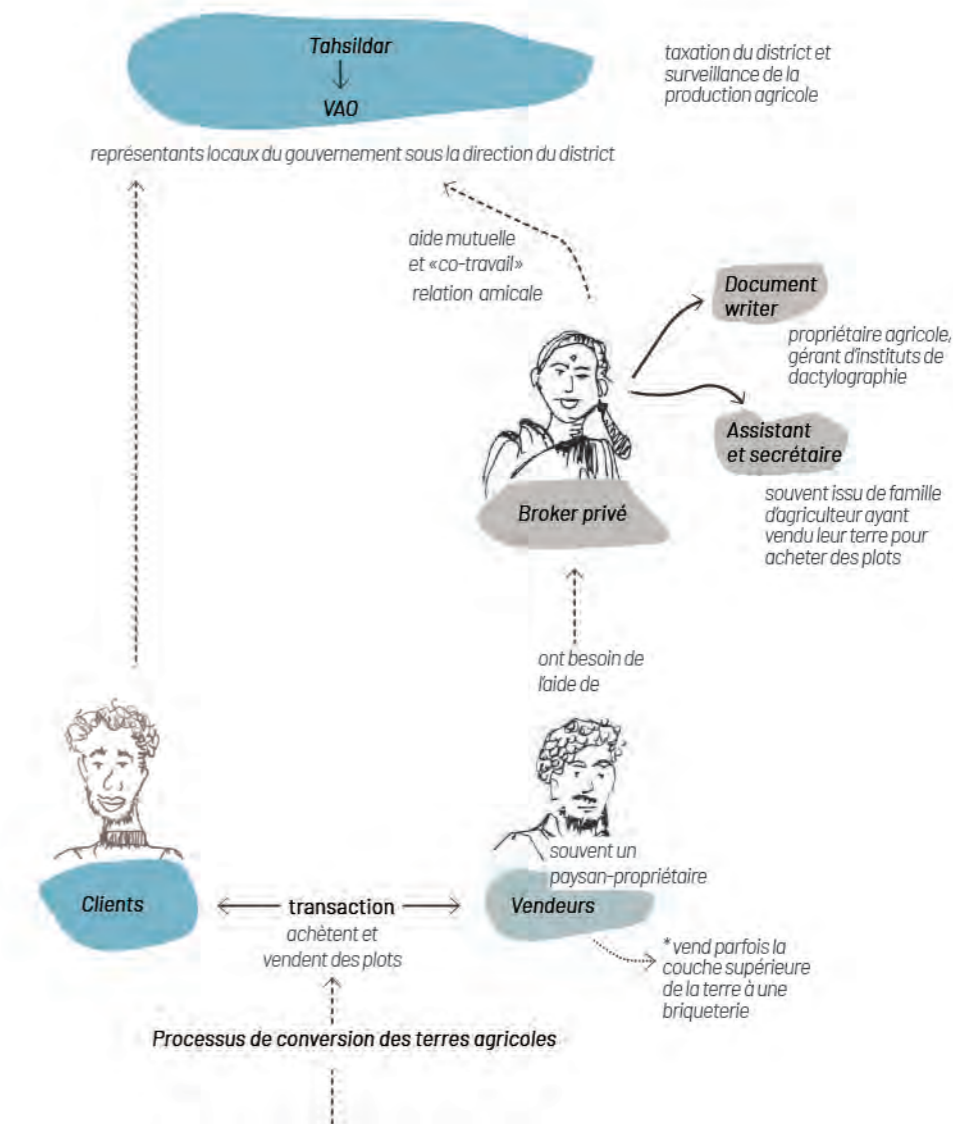 Tahsildar
VAO
taxation du district et
surveillance de la
production agricole
représentants locaux du gouvernement sous la direction du district
aide mutuelle
et «co-travail»
relation amicale
Document
writer
propriétaire agricole,
gérant d'instituts de
dactylographie
Assistant
et secrétaire
souvent issu de famille
d'agriculteur ayant
vendu leur terre pour
acheter des plots
Broker privé
ont besoin de
l'aide de
souvent un
paysan-propriétaire
Clients
transaction
Vendeurs
achètent et
vendent des plots
* vend parfois la
couche supérieure
de la terre à une
briqueterie
Processus de conversion des terres agricoles